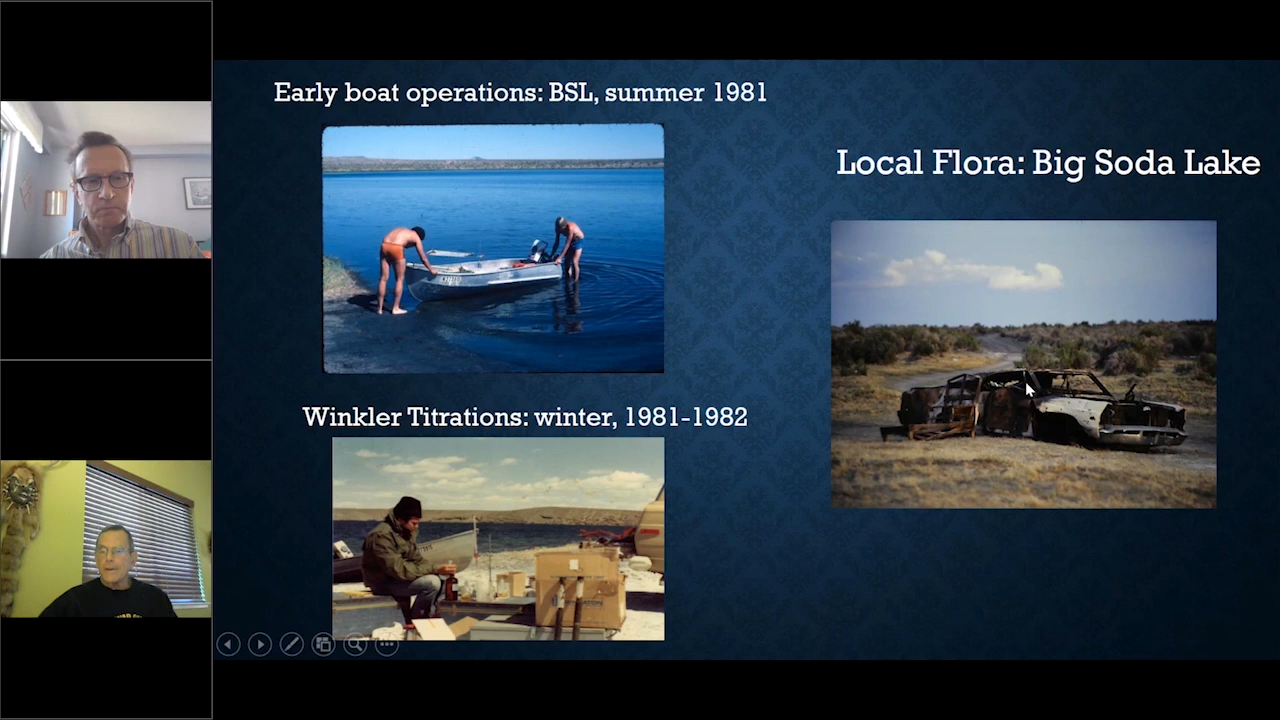 Early boat operations: BSL, summer 1981
Local Flora: Big Soda Lake
Winkler Titrations: winter, 1981-1982